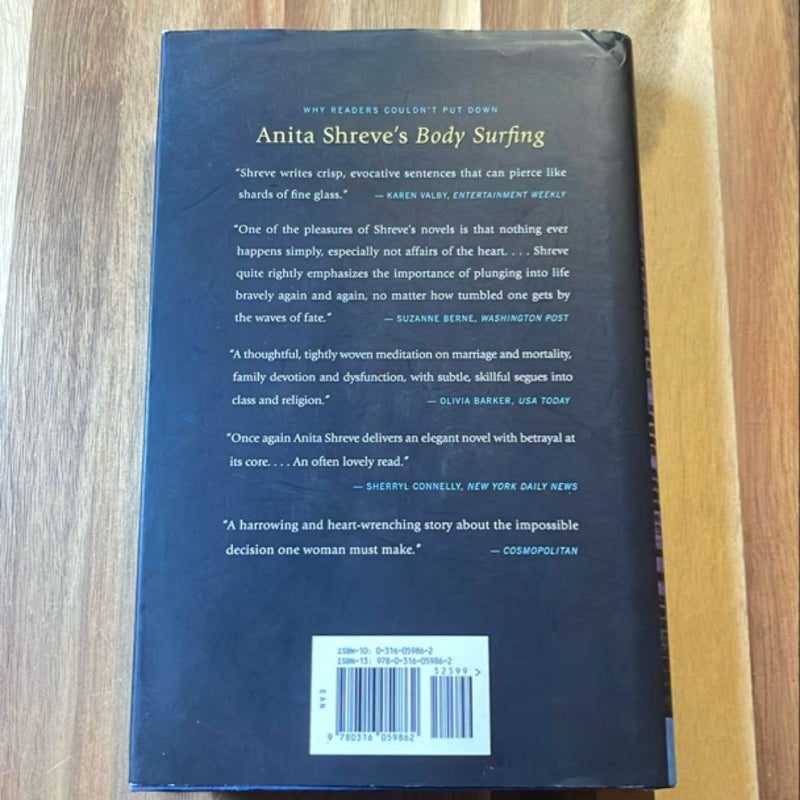 WHY READERS COULDN'T PUT DOWN
Anita Shreve's Body Surfing
"Shreve writes crisp, evocative sentences that can pierce like
shards of fine glass." — KAREN VALBY, ENTERTAINMENT WEEKLY
"One of the pleasures of Shreve's novels is that nothing ever
happens simply, especially not affairs of the heart. . . . Shreve
quite rightly emphasizes the importance of plunging into life
bravely again and again, no matter how tumbled one gets by
the waves of fate." — SUZANNE BERNE, WASHINGTON POST
"A thoughtful, tightly woven meditation on marriage and mortality,
family devotion and dysfunction, with subtle, skillful segues into
class and religion." — OLIVIA BARKER, USA TODAY
"Once again Anita Shreve delivers an elegant novel with betrayal at
its core. . . . An often lovely read."
— SHERRYL CONNELLY, NEW YORK DAILY NEWS
"A harrowing and heart-wrenching story about the impossible
decision one woman must make." — COSMOPOLITAN
ISBN-10: 0-316-05986-2
ISBN-13: 978-0-316-05986-2
52599 >
EAN
9 780316 059862